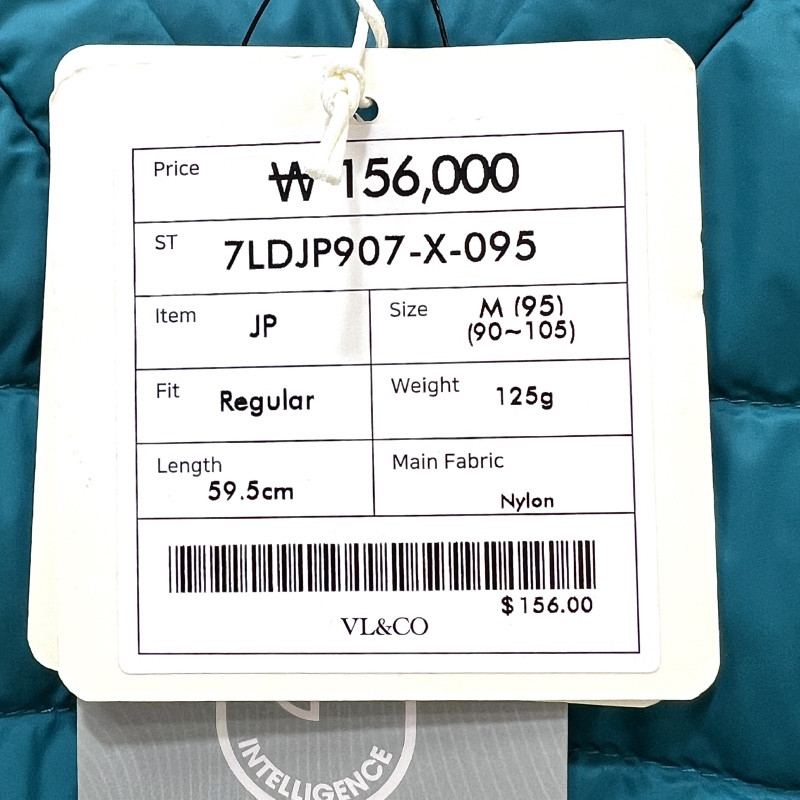 Price ₩ 156,000
ST 7LDJP907-X-095
Item JP
Size M (95)
(90~105)
Fit Regular
Weight 125g
Length
59.5cm
Main Fabric
Nylon
$156.00
VL&CO
INTELLIGENCE